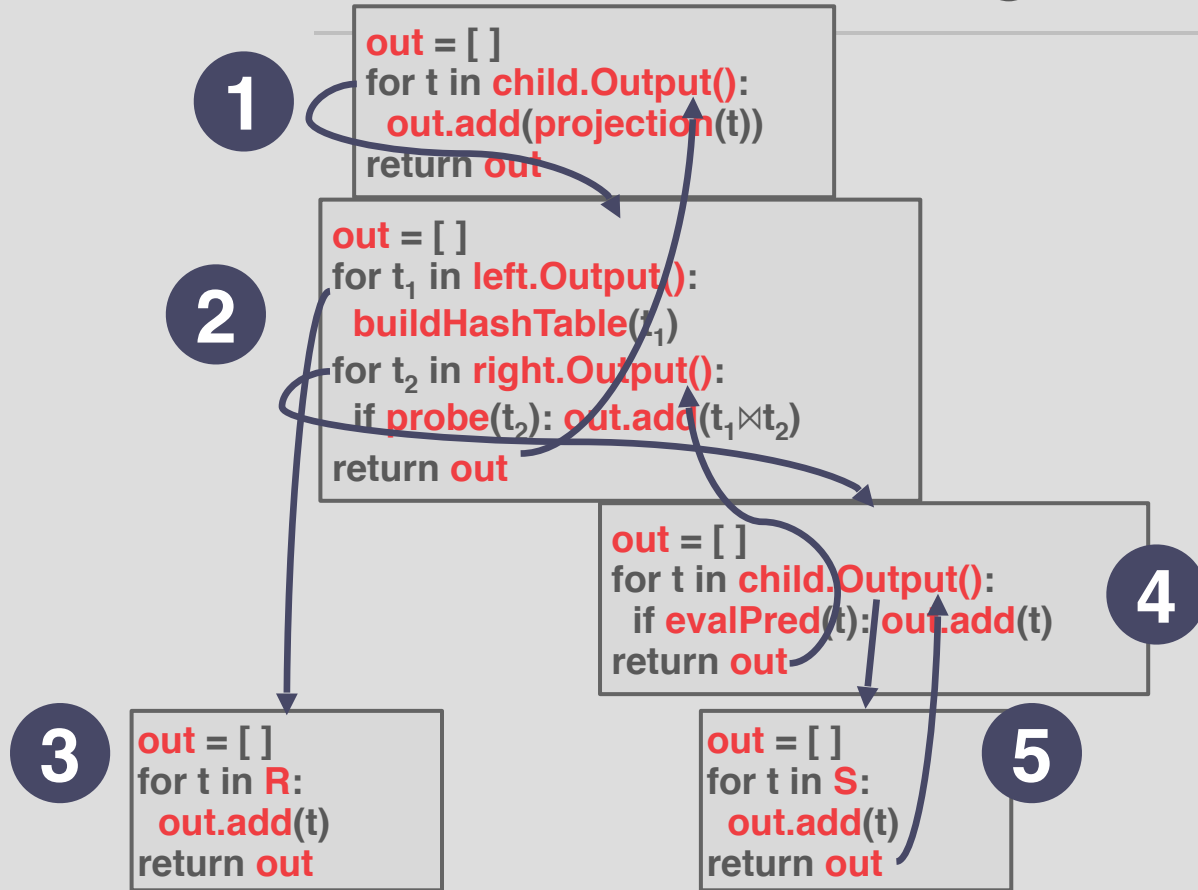 1
out = [ ]
for t in child.Output():
out.add(projection(t))
return out
2
out = [ ]
for t₁ in left.Output():
buildHashTable(t₁)
for t₂ in right.Output():
if probe(t₂): out.add(t₁⨝t₂)
return out
4
out = [ ]
for t in child.Output():
if evalPred(t): out.add(t)
return out
3
out = [ ]
for t in R:
out.add(t)
return out
5
out = [ ]
for t in S:
out.add(t)
return out